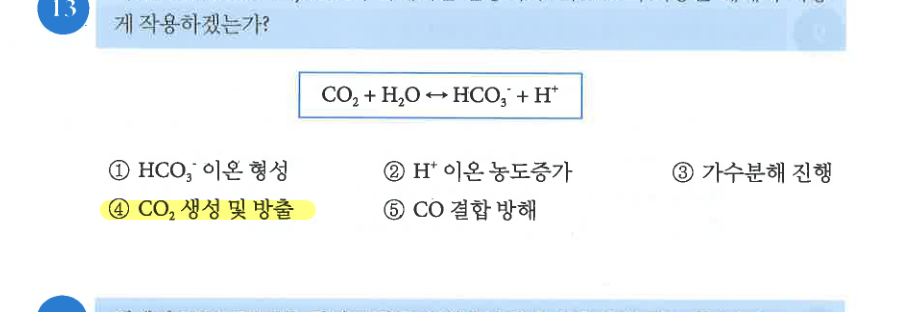 13
게 작용하겠는가?
CO₂ + H₂O ↔ HCO₃⁻ + H⁺
① HCO₃⁻ 이온 형성 ② H⁺ 이온 농도증가 ③ 가수분해 진행
④ CO₂ 생성 및 방출 ⑤ CO 결합 방해